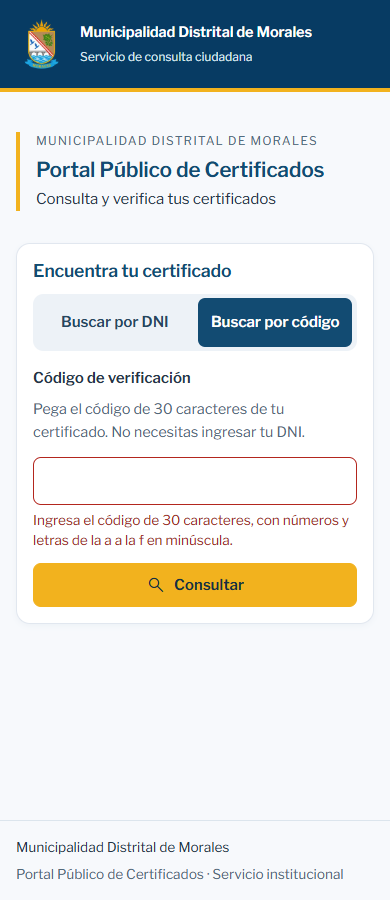 Municipalidad Distrital de Morales
Servicio de consulta ciudadana
MUNICIPALIDAD DISTRITAL DE MORALES
Portal Público de Certificados
Consulta y verifica tus certificados
Encuentra tu certificado
Buscar por DNI
Buscar por código
Código de verificación
Pega el código de 30 caracteres de tu
certificado. No necesitas ingresar tu DNI.
Ingresa el código de 30 caracteres, con números y
letras de la a a la f en minúscula.
Consultar
Municipalidad Distrital de Morales
Portal Público de Certificados · Servicio institucional